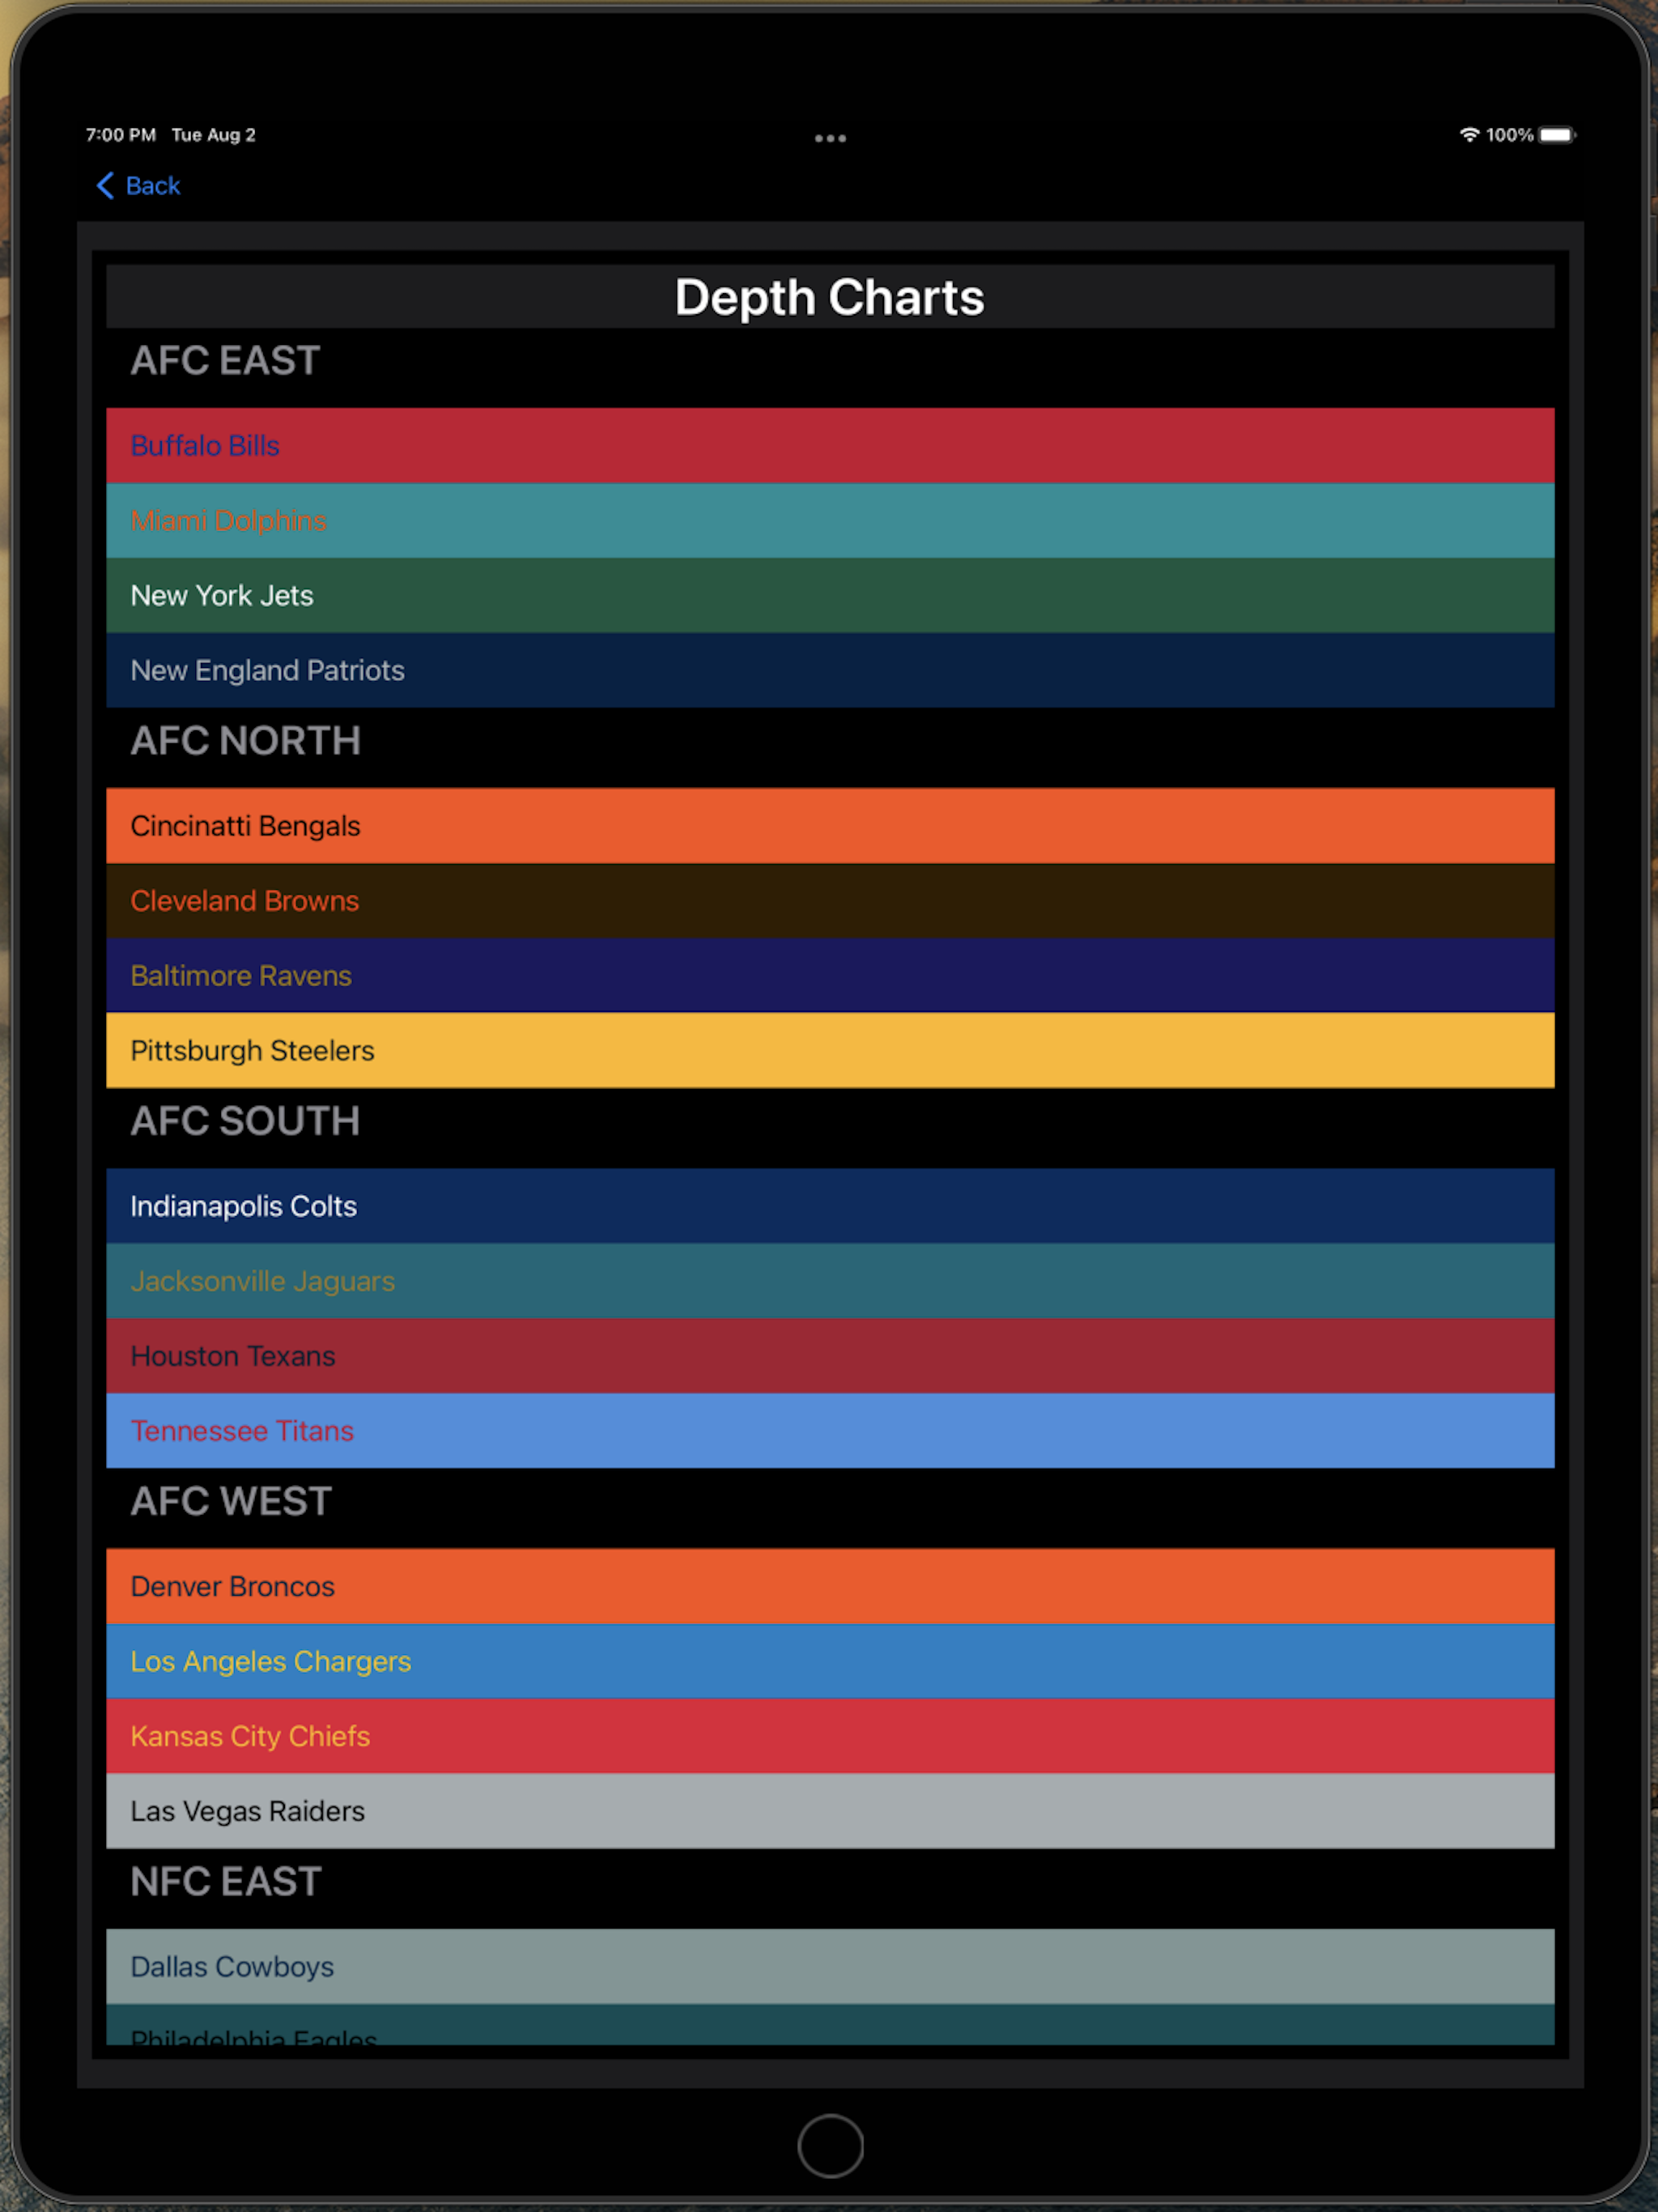 7:00 PM Tue Aug 2
100%
Back
Depth Charts
AFC EAST
Buffalo Bills
Miami Dolphins
New York Jets
New England Patriots
AFC NORTH
Cincinatti Bengals
Cleveland Browns
Baltimore Ravens
Pittsburgh Steelers
AFC SOUTH
Indianapolis Colts
Jacksonville Jaguars
Houston Texans
Tennessee Titans
AFC WEST
Denver Broncos
Los Angeles Chargers
Kansas City Chiefs
Las Vegas Raiders
NFC EAST
Dallas Cowboys
Philadelphia Eagles